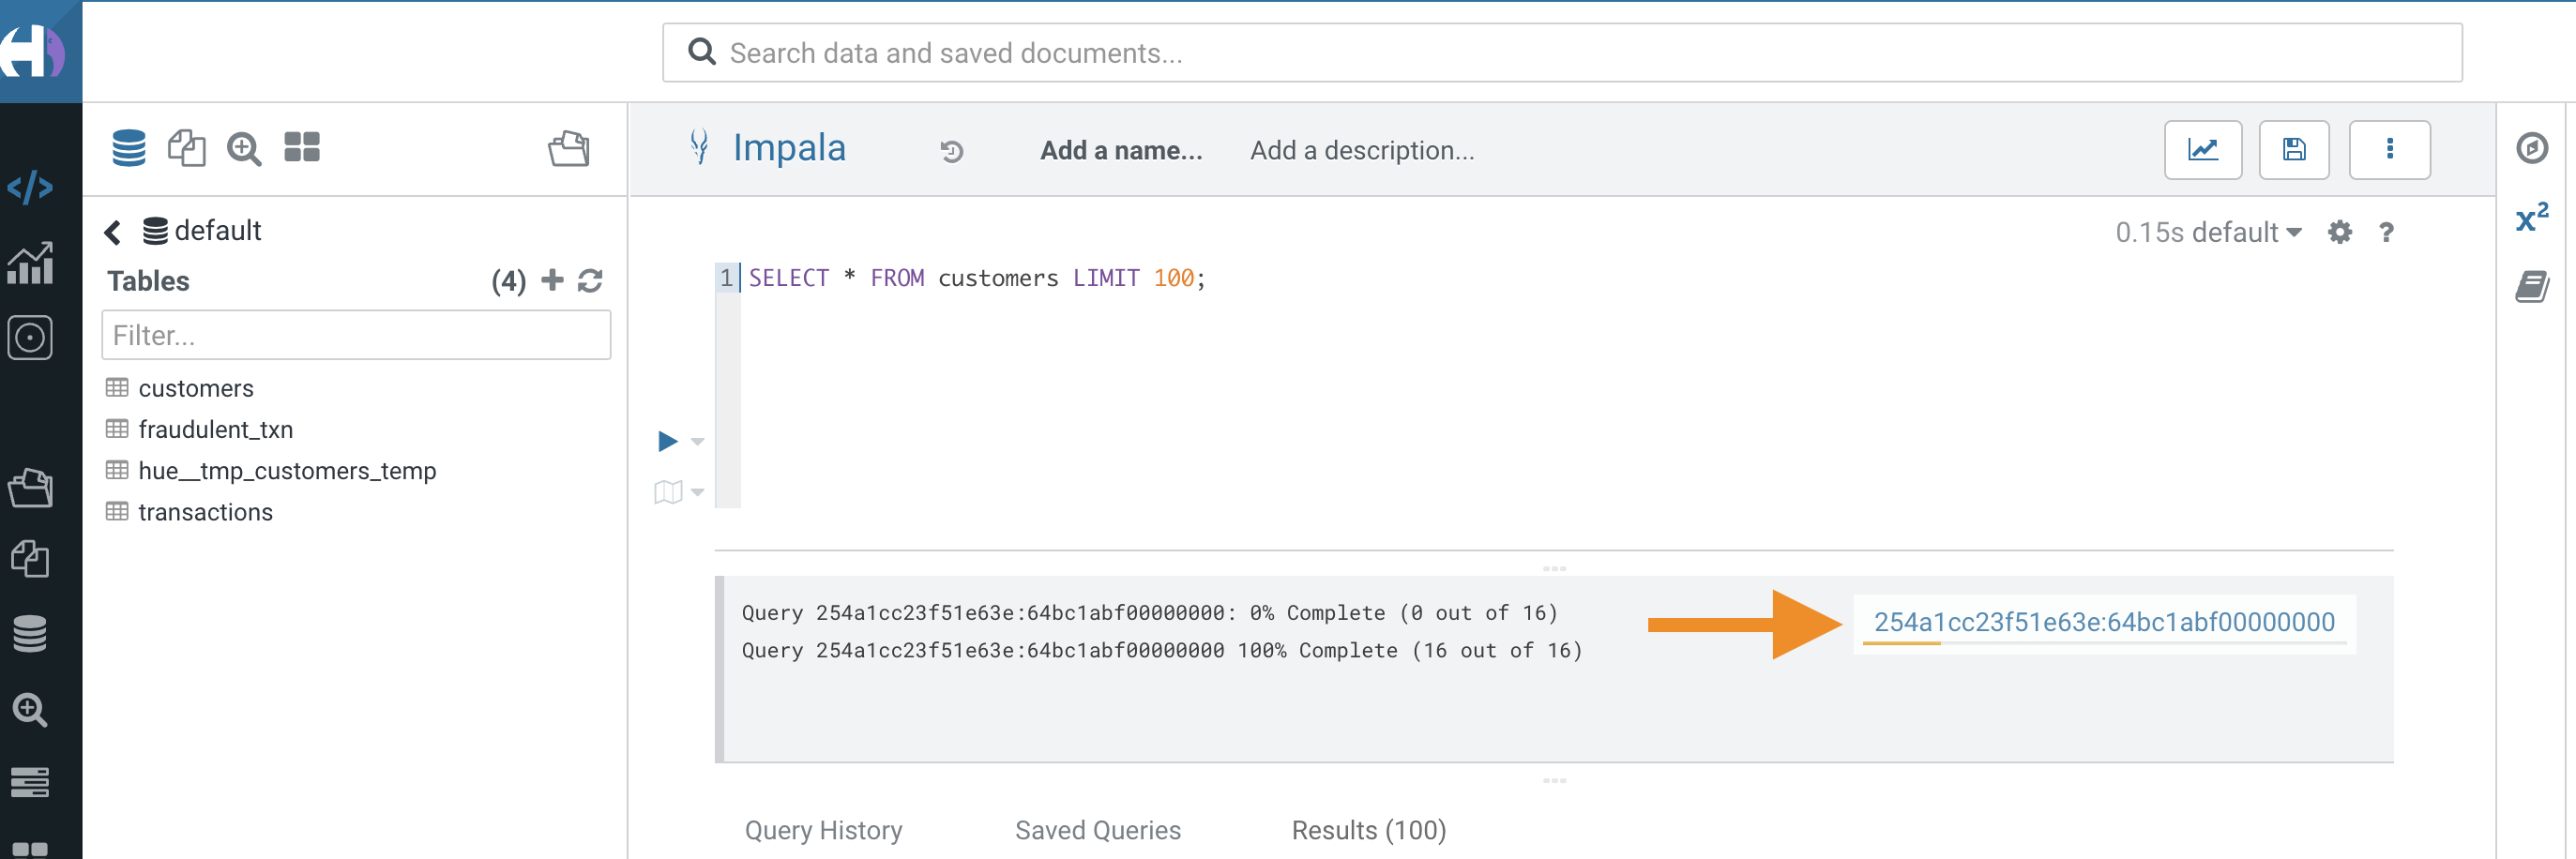 Search data and saved documents...
Impala
Add a name...
Add a description...
default
Tables
(4)
Filter...
customers
fraudulent_txn
hue__tmp_customers_temp
transactions
0.15s default
?
x²
1 SELECT * FROM customers LIMIT 100;
Query 254a1cc23f51e63e:64bc1abf00000000: 0% Complete (0 out of 16)
Query 254a1cc23f51e63e:64bc1abf00000000 100% Complete (16 out of 16)
254a1cc23f51e63e:64bc1abf00000000
Query History
Saved Queries
Results (100)